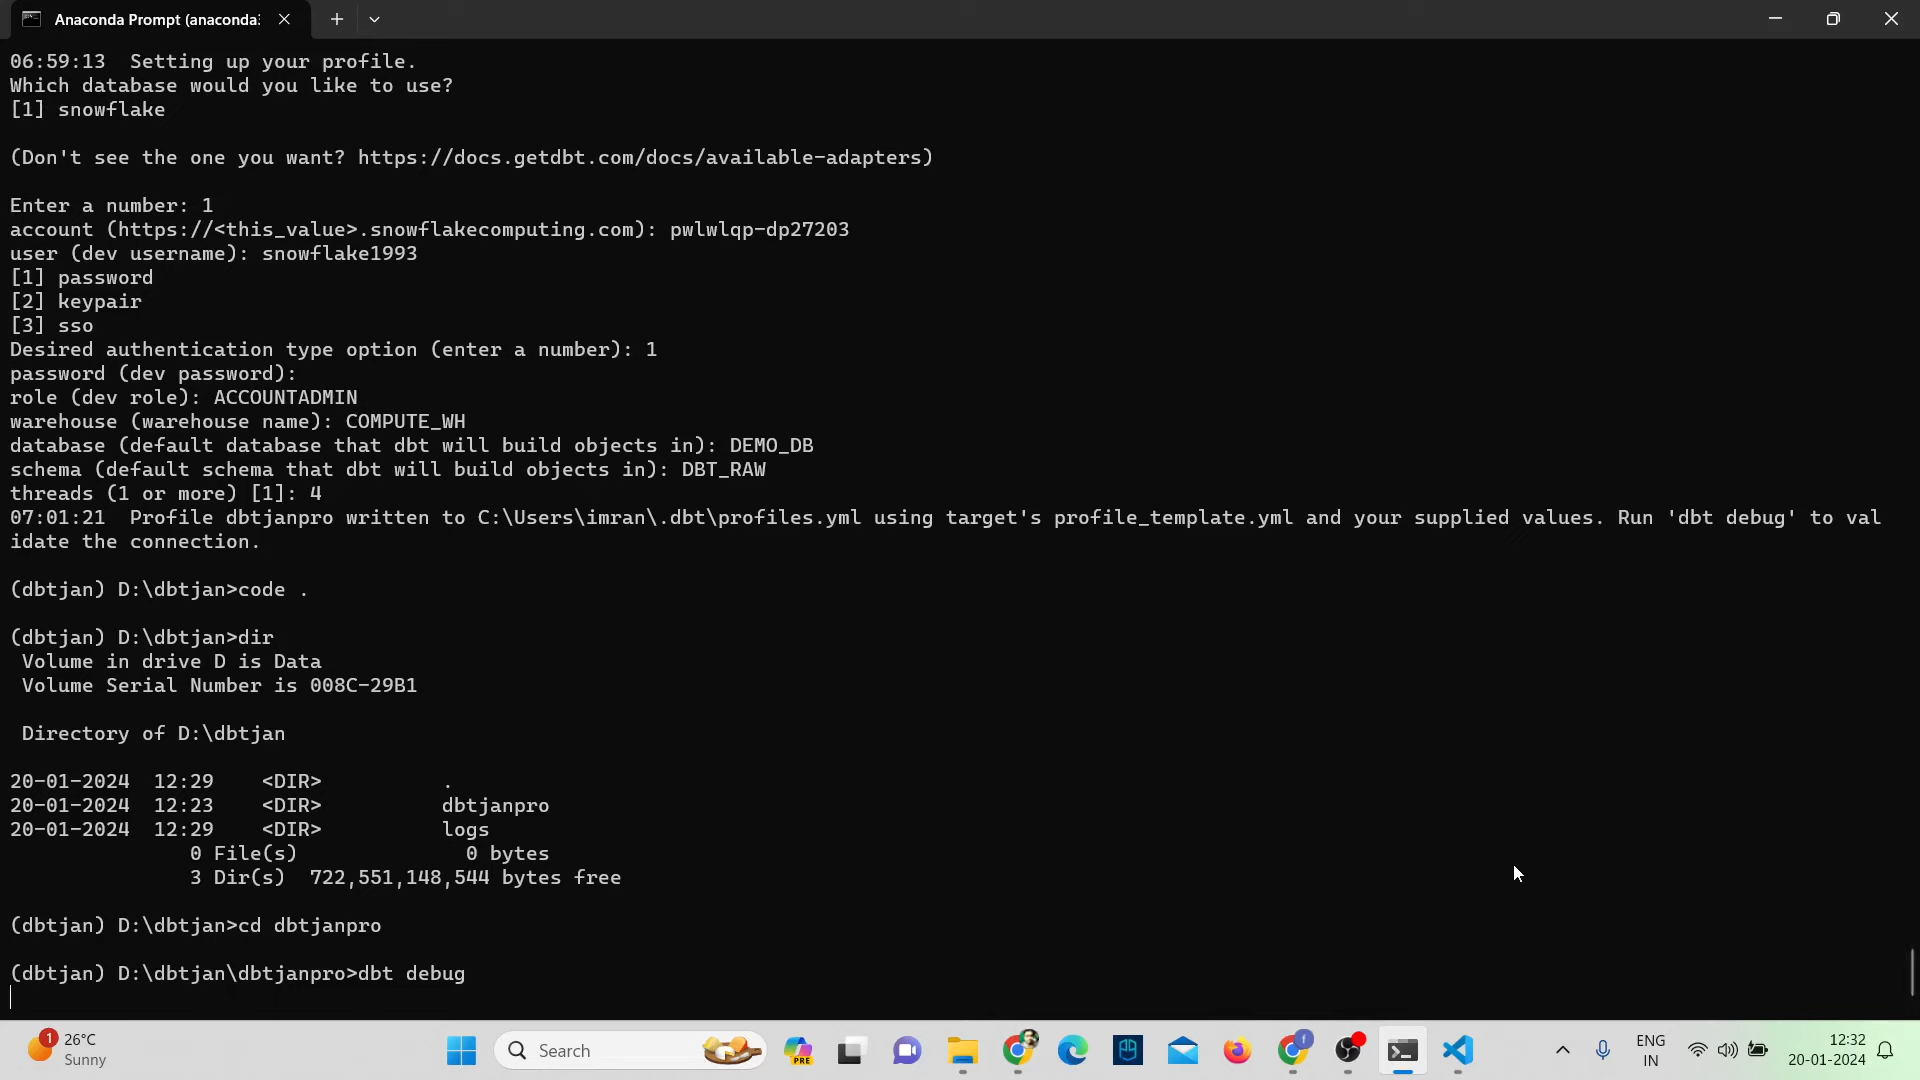 Anaconda Prompt (anaconda3
06:59:13  Setting up your profile.
Which database would you like to use?
[1] snowflake
(Don't see the one you want? https://docs.getdbt.com/docs/available-adapters)
Enter a number: 1
account (https://<this_value>.snowflakecomputing.com): pwlwlqp-dp27203
user (dev username): snowflake1993
[1] password
[2] keypair
[3] sso
Desired authentication type option (enter a number): 1
password (dev password):
role (dev role): ACCOUNTADMIN
warehouse (warehouse name): COMPUTE_WH
database (default database that dbt will build objects in): DEMO_DB
schema (default schema that dbt will build objects in): DBT_RAW
threads (1 or more) [1]: 4
07:01:21  Profile dbtjanpro written to C:\Users\imran\.dbt\profiles.yml using target's profile_template.yml and your supplied values. Run 'dbt debug' to val
idate the connection.
(dbtjan) D:\dbtjan>code .
(dbtjan) D:\dbtjan>dir
Volume in drive D is Data
Volume Serial Number is 008C-29B1
Directory of D:\dbtjan
20-01-2024  12:29    <DIR>          .
20-01-2024  12:23    <DIR>          dbtjanpro
20-01-2024  12:29    <DIR>          logs
0 File(s)              0 bytes
3 Dir(s)  722,551,148,544 bytes free
(dbtjan) D:\dbtjan>cd dbtjanpro
(dbtjan) D:\dbtjan\dbtjanpro>dbt debug
1
26°C
Sunny
Search
PRE
f
ENG
IN
12:32
20-01-2024